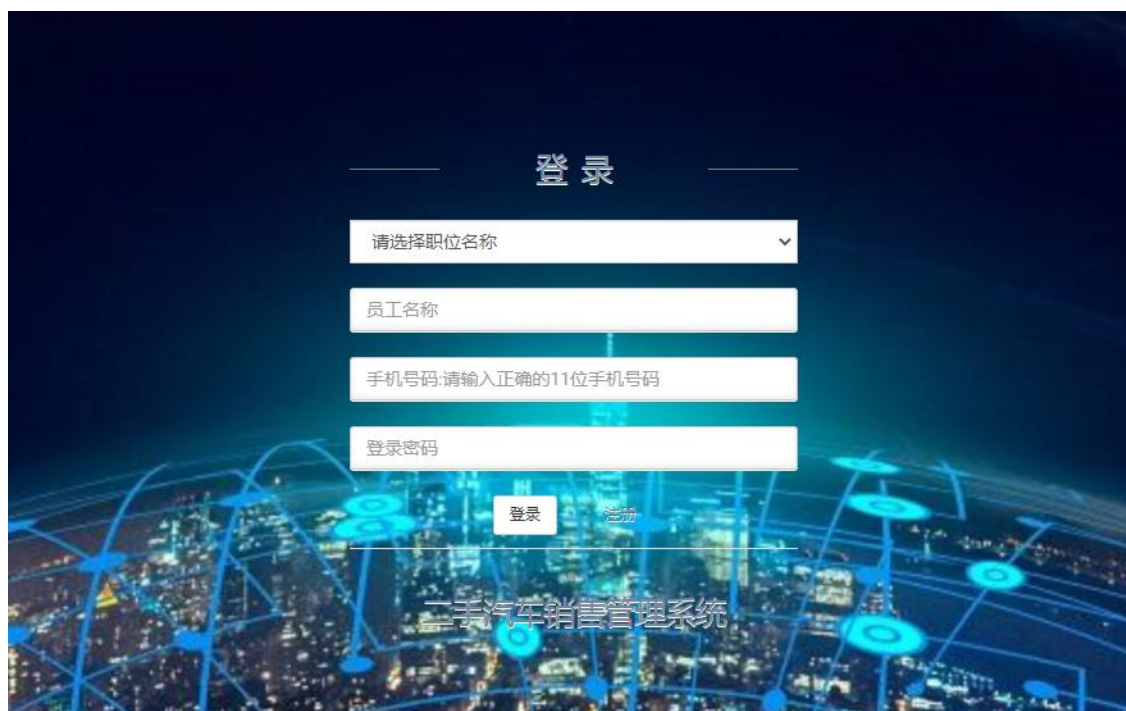 登 录
请选择职位名称
员工名称
手机号码:请输入正确的11位手机号码
登录密码
登录 注册
二手汽车销售管理系统